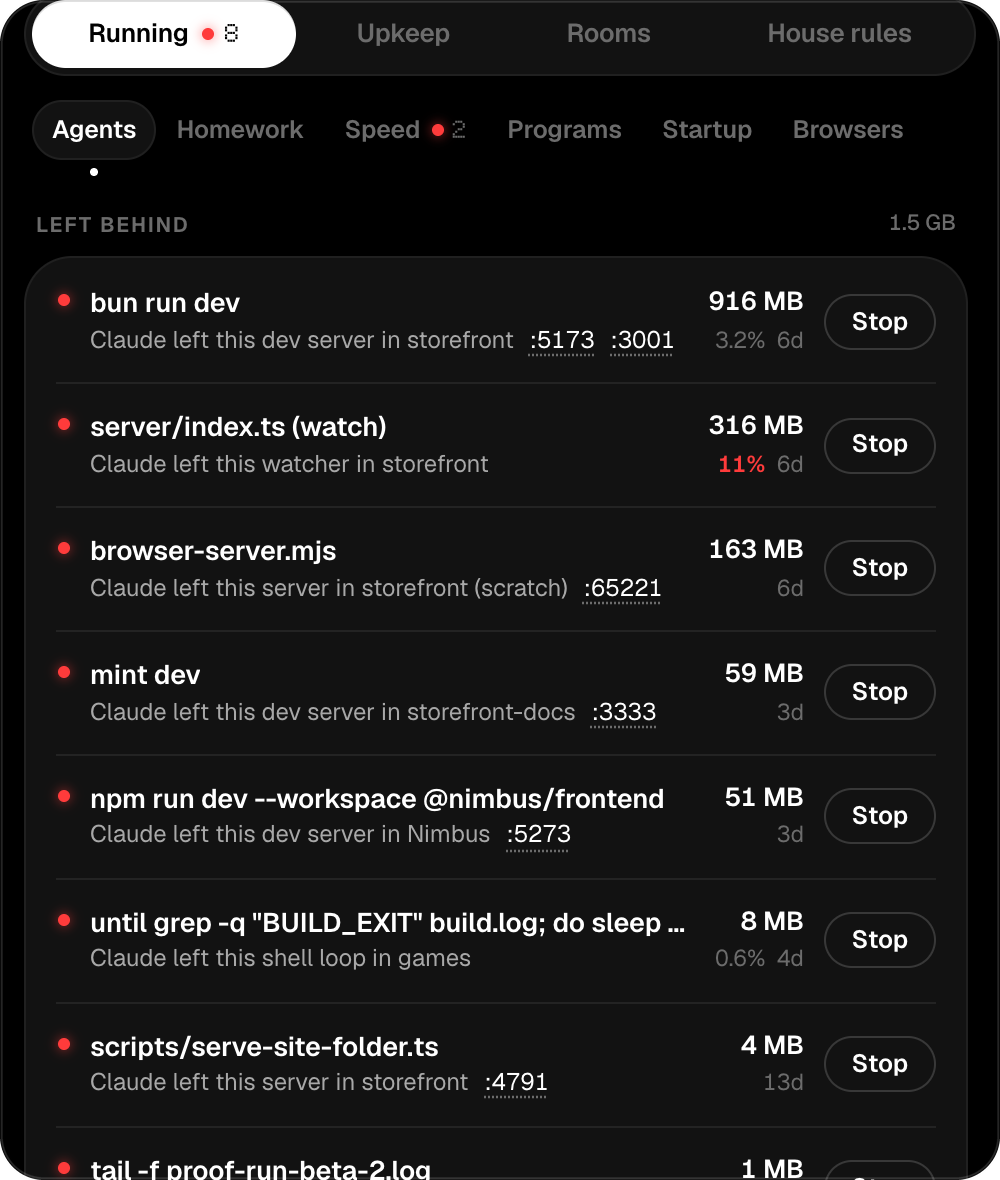 Running 8 Upkeep Rooms House rules
Agents Homework Speed 2 Programs Startup Browsers
LEFT BEHIND 1.5 GB
bun run dev 916 MB Stop
Claude left this dev server in storefront :5173 :3001 3.2% 6d
server/index.ts (watch) 316 MB Stop
Claude left this watcher in storefront 11% 6d
browser-server.mjs 163 MB Stop
Claude left this server in storefront (scratch) :65221 6d
mint dev 59 MB Stop
Claude left this dev server in storefront-docs :3333 3d
npm run dev --workspace @nimbus/frontend 51 MB Stop
Claude left this dev server in Nimbus :5273 3d
until grep -q "BUILD_EXIT" build.log; do sleep ... 8 MB Stop
Claude left this shell loop in games 0.6% 4d
scripts/serve-site-folder.ts 4 MB Stop
Claude left this server in storefront :4791 13d
tail -f proof-run-beta-2.log 1 MB